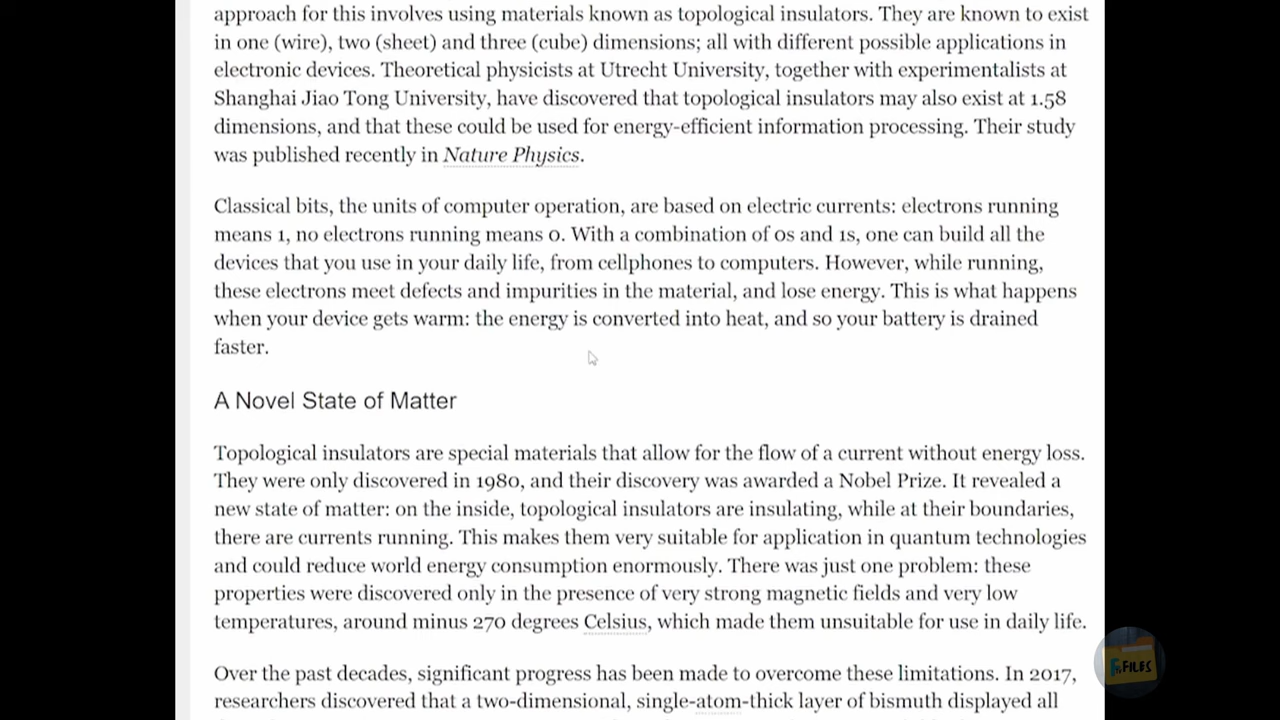 approach for this involves using materials known as topological insulators. They are known to exist
in one (wire), two (sheet) and three (cube) dimensions; all with different possible applications in
electronic devices. Theoretical physicists at Utrecht University, together with experimentalists at
Shanghai Jiao Tong University, have discovered that topological insulators may also exist at 1.58
dimensions, and that these could be used for energy-efficient information processing. Their study
was published recently in Nature Physics.
Classical bits, the units of computer operation, are based on electric currents: electrons running
means 1, no electrons running means 0. With a combination of 0s and 1s, one can build all the
devices that you use in your daily life, from cellphones to computers. However, while running,
these electrons meet defects and impurities in the material, and lose energy. This is what happens
when your device gets warm: the energy is converted into heat, and so your battery is drained
faster.
A Novel State of Matter
Topological insulators are special materials that allow for the flow of a current without energy loss.
They were only discovered in 1980, and their discovery was awarded a Nobel Prize. It revealed a
new state of matter: on the inside, topological insulators are insulating, while at their boundaries,
there are currents running. This makes them very suitable for application in quantum technologies
and could reduce world energy consumption enormously. There was just one problem: these
properties were discovered only in the presence of very strong magnetic fields and very low
temperatures, around minus 270 degrees Celsius, which made them unsuitable for use in daily life.
Over the past decades, significant progress has been made to overcome these limitations. In 2017,
researchers discovered that a two-dimensional, single-atom-thick layer of bismuth displayed all
FILES